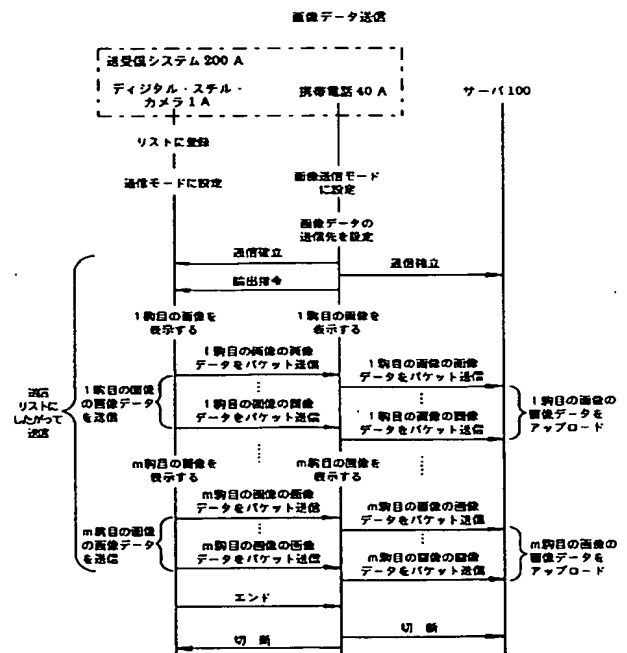 画像データ送信
送受信システム200A
ディジタル・スチル・
カメラ1A
携帯電話40A
サーバ100
リストに登録
通信モードに設定
画像送信モード
に設定
画像データの
送信先を設定
通信確立
通信確立
輸出指令
1駒目の画像を
表示する
1駒目の画像を
表示する
1駒目の画像の画像
データをパケット送信
1駒目の画像の画像
データをパケット送信
1駒目の画像
の画像データ
を送信
1駒目の画像の画像
データをパケット送信
1駒目の画像の画像
データをパケット送信
1駒目の画像の
画像データを
アップロード
送信
リストに
したがって
送信
m駒目の画像を
表示する
m駒目の画像を
表示する
m駒目の画像の画像
データをパケット送信
m駒目の画像の画像
データをパケット送信
m駒目の画像
の画像データ
を送信
m駒目の画像の画像
データをパケット送信
m駒目の画像の画像
データをパケット送信
m駒目の画像の
画像データを
アップロード
エンド
切断
切断